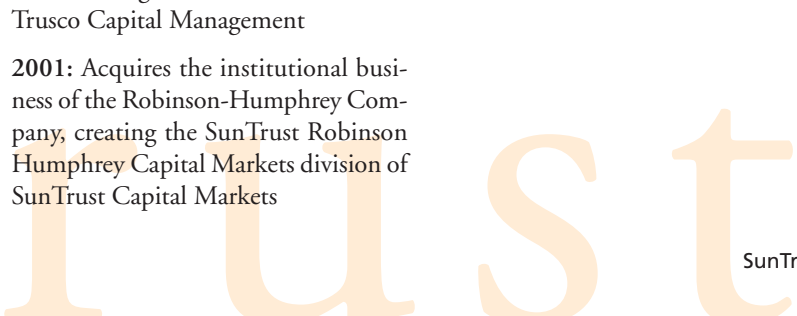 Trusco Capital Management
2001: Acquires the institutional busi-
ness of the Robinson-Humphrey Com-
pany, creating the SunTrust Robinson
Humphrey Capital Markets division of
SunTrust Capital Markets
rust
SunTr